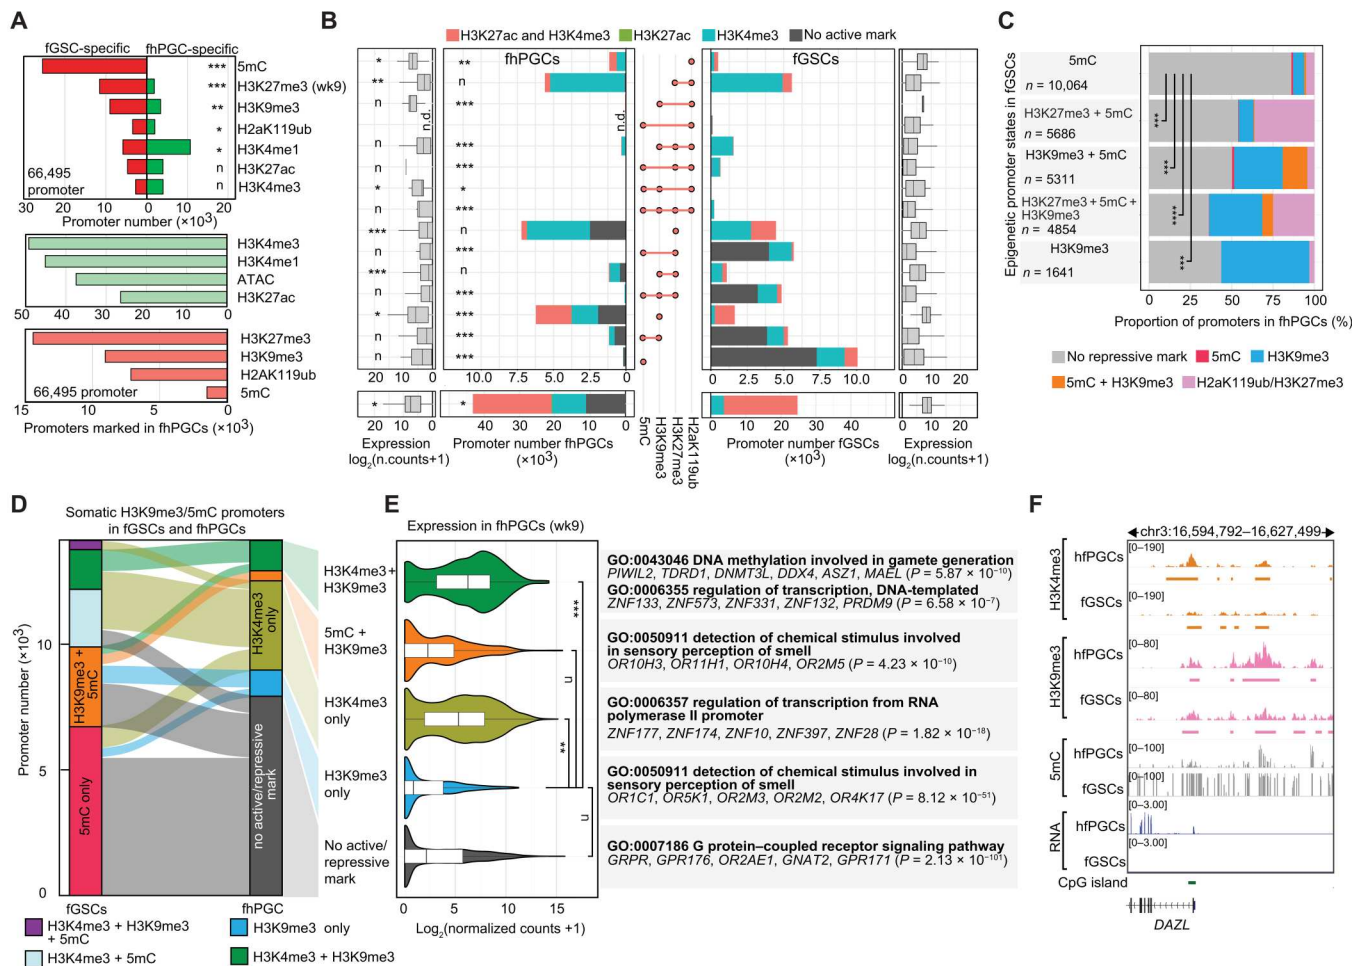 A
fGSC-specific
fhPGC-specific
*** 5mC
*** H3K27me3 (wk9)
** H3K9me3
* H2aK119ub
* H3K4me1
n H3K27ac
n H3K4me3
66,495
promoter
30 20 10 0 10 20
Promoter number (×10³)
H3K4me3
H3K4me1
ATAC
H3K27ac
50 40 30 20 10 0
H3K27me3
H3K9me3
H2AK119ub
5mC
66,495 promoter
15 10 5 0
Promoters marked in fhPGCs (×10³)
B
H3K27ac and H3K4me3
H3K27ac
H3K4me3
No active mark
fhPGCs
fGSCs
* **
** n
n ***
n.d. n.d.
n ***
n ***
* *
n ***
*** n
n ***
*** n
n ***
* ***
n ***
n ***
20 10 0
10.0 7.5 5.0 2.5 0
0 2.5 5.0 7.5 10.0
0 10 20
* *
20 10 0
40 30 20 10 0
0 10 20 30 40
0 10 20
5mC
H3K9me3
H3K27me3
H2aK119ub
Expression
log₂(n.counts+1)
Promoter number fhPGCs
(×10³)
Promoter number fGSCs
(×10³)
Expression
log₂(n.counts+1)
C
Epigenetic promoter states in fGSCs
5mC
n = 10,064
H3K27me3 + 5mC
n = 5686
***
H3K9me3 + 5mC
n = 5311
***
H3K27me3 + 5mC +
H3K9me3
n = 4854
****
H3K9me3
n = 1641
***
0 25 50 75 100
Proportion of promoters in fhPGCs (%)
No repressive mark
5mC
H3K9me3
5mC + H3K9me3
H2aK119ub/H3K27me3
D
Somatic H3K9me3/5mC promoters
in fGSCs and fhPGCs
Promoter number (×10³)
10
5
0
H3K9me3 +
5mC
5mC only
H3K4me3
only
no active/repressive
mark
fGSCs
fhPGC
H3K4me3 + H3K9me3
+ 5mC
H3K4me3 + 5mC
H3K9me3 only
H3K4me3 + H3K9me3
E
Expression in fhPGCs (wk9)
H3K4me3 +
H3K9me3
5mC +
H3K9me3
H3K4me3
only
H3K9me3
only
No active/
repressive
mark
***
n
**
n
0 5 10 15
Log₂(normalized counts +1)
GO:0043046 DNA methylation involved in gamete generation
PIWIL2, TDRD1, DNMT3L, DDX4, ASZ1, MAEL (P = 5.87 × 10⁻¹⁰)
GO:0006355 regulation of transcription, DNA-templated
ZNF133, ZNF573, ZNF331, ZNF132, PRDM9 (P = 6.58 × 10⁻⁷)
GO:0050911 detection of chemical stimulus involved
in sensory perception of smell
OR10H3, OR11H1, OR10H4, OR2M5 (P = 4.23 × 10⁻¹⁰)
GO:0006357 regulation of transcription from RNA
polymerase II promoter
ZNF177, ZNF174, ZNF10, ZNF397, ZNF28 (P = 1.82 × 10⁻¹⁸)
GO:0050911 detection of chemical stimulus involved in
sensory perception of smell
OR1C1, OR5K1, OR2M3, OR2M2, OR4K17 (P = 8.12 × 10⁻⁵¹)
GO:0007186 G protein–coupled receptor signaling pathway
GRPR, GPR176, OR2AE1, GNAT2, GPR171 (P = 2.13 × 10⁻¹⁰¹)
F
chr3:16,594,792–16,627,499
H3K4me3
hfPGCs
[0–190]
fGSCs
[0–190]
H3K9me3
hfPGCs
[0–80]
fGSCs
[0–80]
5mC
hfPGCs
[0–100]
fGSCs
[0–100]
RNA
hfPGCs
[0–3.00]
fGSCs
[0–3.00]
CpG island
DAZL